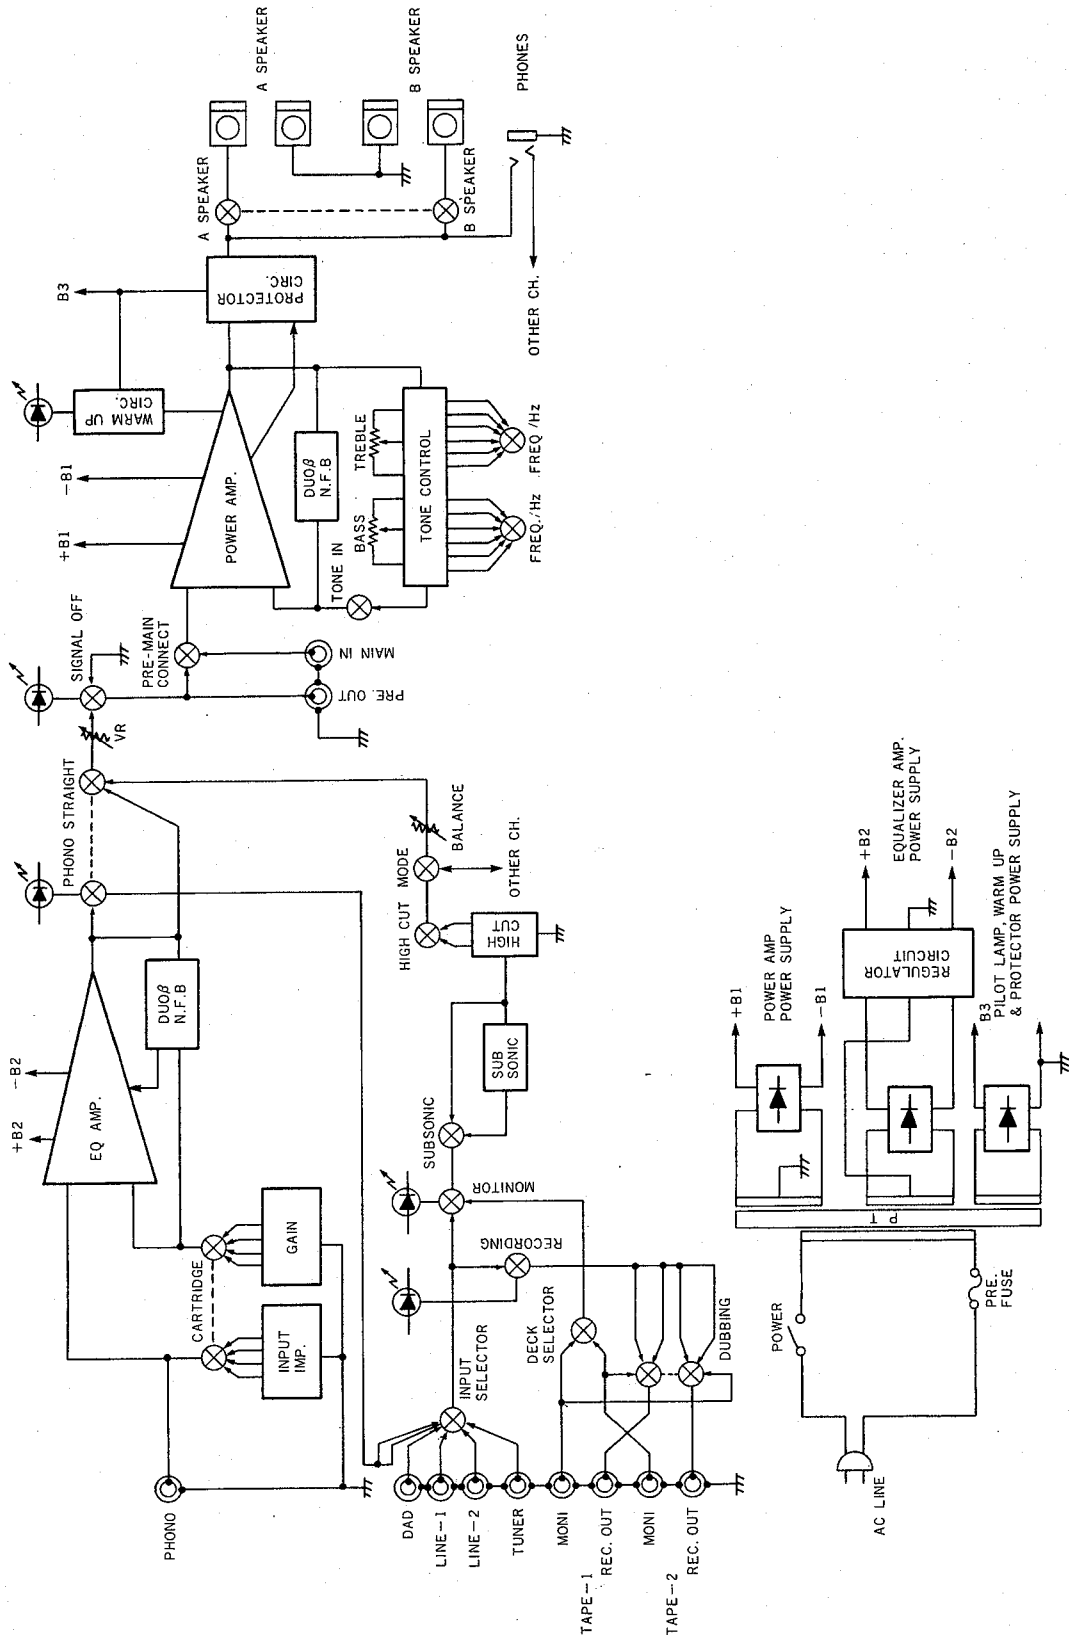 PHONO
+B2
-B2
EQ AMP.
DUOβ
N.F.B
INPUT
IMP.
CARTRIDGE
GAIN
PHONO STRAIGHT
VR
SIGNAL OFF
PRE-MAIN
CONNECT
PRE. OUT
MAIN IN
+B1
-B1
POWER AMP.
WARM UP
CIRC.
B3
PROTECTOR
CIRC.
DUOβ
N.F.B
TONE IN
BASS
TREBLE
TONE CONTROL
FREQ./Hz
FREQ/Hz
A SPEAKER
B SPEAKER
A SPEAKER
B SPEAKER
PHONES
OTHER CH.
DAD
LINE-1
LINE-2
TUNER
MONI
TAPE-1
REC. OUT
MONI
TAPE-2
REC. OUT
INPUT
SELECTOR
RECORDING
MONITOR
DECK
SELECTOR
DUBBING
SUBSONIC
SUB
SONIC
HIGH CUT
HIGH
CUT
MODE
BALANCE
OTHER CH.
AC LINE
POWER
PRE.
FUSE
P T
+B1
-B1
POWER AMP
POWER SUPPLY
REGULATOR
CIRCUIT
+B2
-B2
EQUALIZER AMP.
POWER SUPPLY
B3
PILOT LAMP, WARM UP
& PROTECTOR POWER SUPPLY